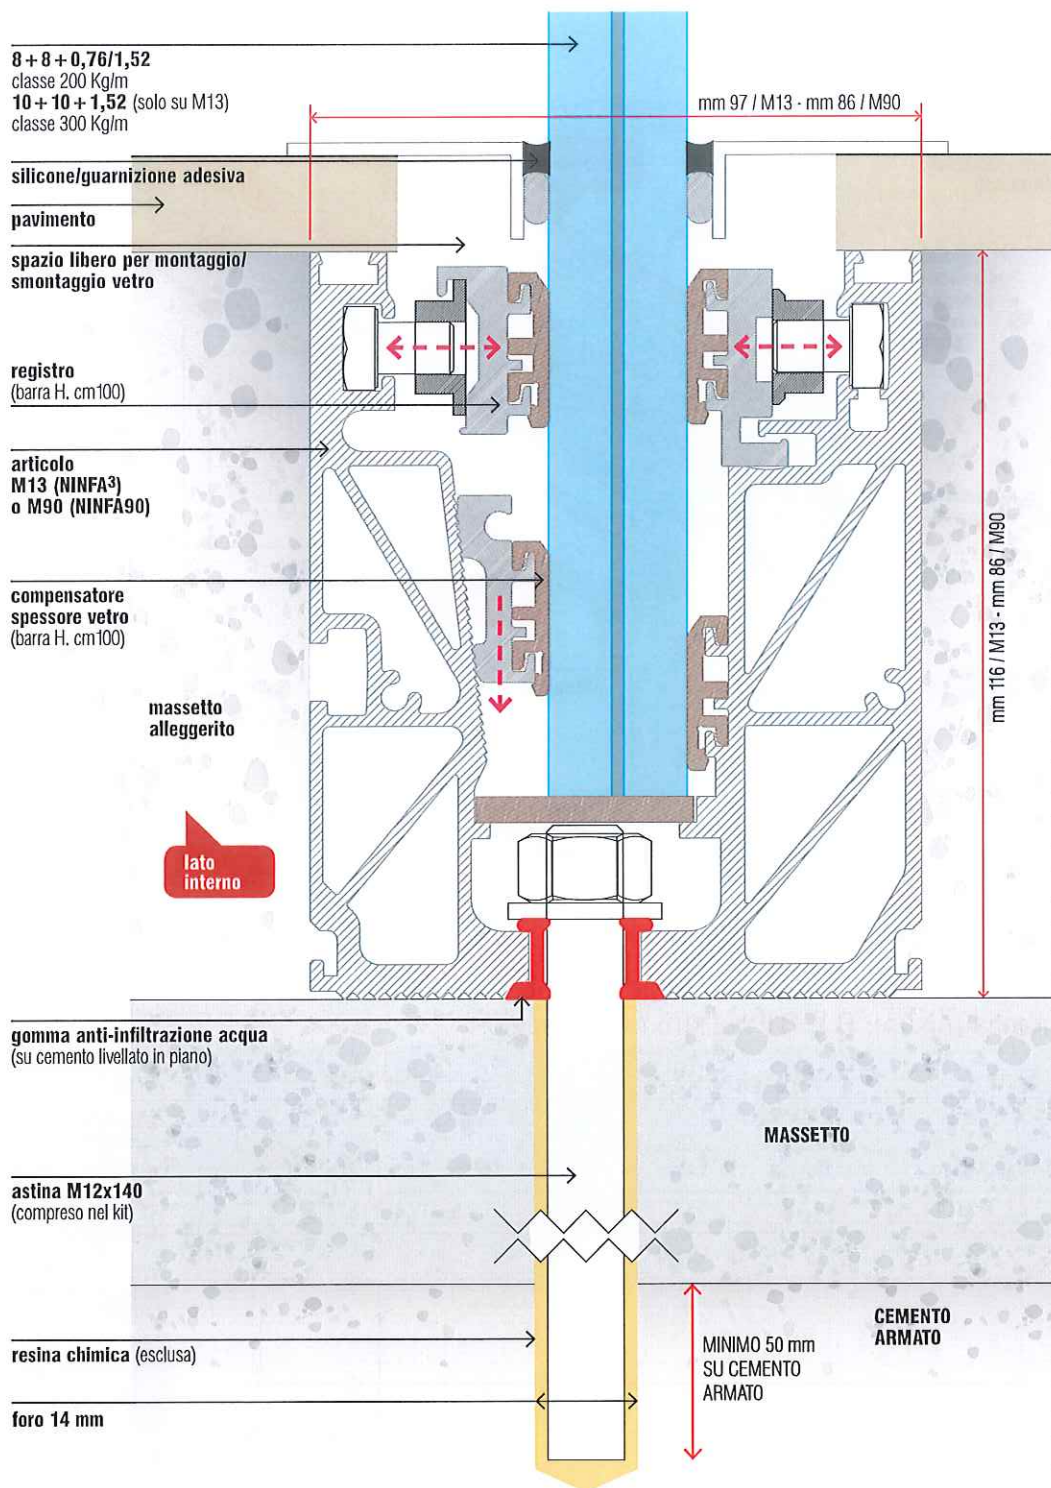 8+8+0,76/1,52
classe 200 Kg/m
10+10+1,52 (solo su M13)
classe 300 Kg/m
mm 97 / M13 - mm 86 / M90
silicone/guarnizione adesiva
pavimento
spazio libero per montaggio/
smontaggio vetro
registro
(barra H. cm100)
articolo
M13 (NINFA³)
o M90 (NINFA90)
compensatore
spessore vetro
(barra H. cm100)
mm 116 / M13 - mm 86 / M90
massetto
alleggerito
lato
interno
gomma anti-infiltrazione acqua
(su cemento livellato in piano)
MASSETTO
astina M12x140
(compreso nel kit)
CEMENTO
ARMATO
resina chimica (esclusa)
MINIMO 50 mm
SU CEMENTO
ARMATO
foro 14 mm